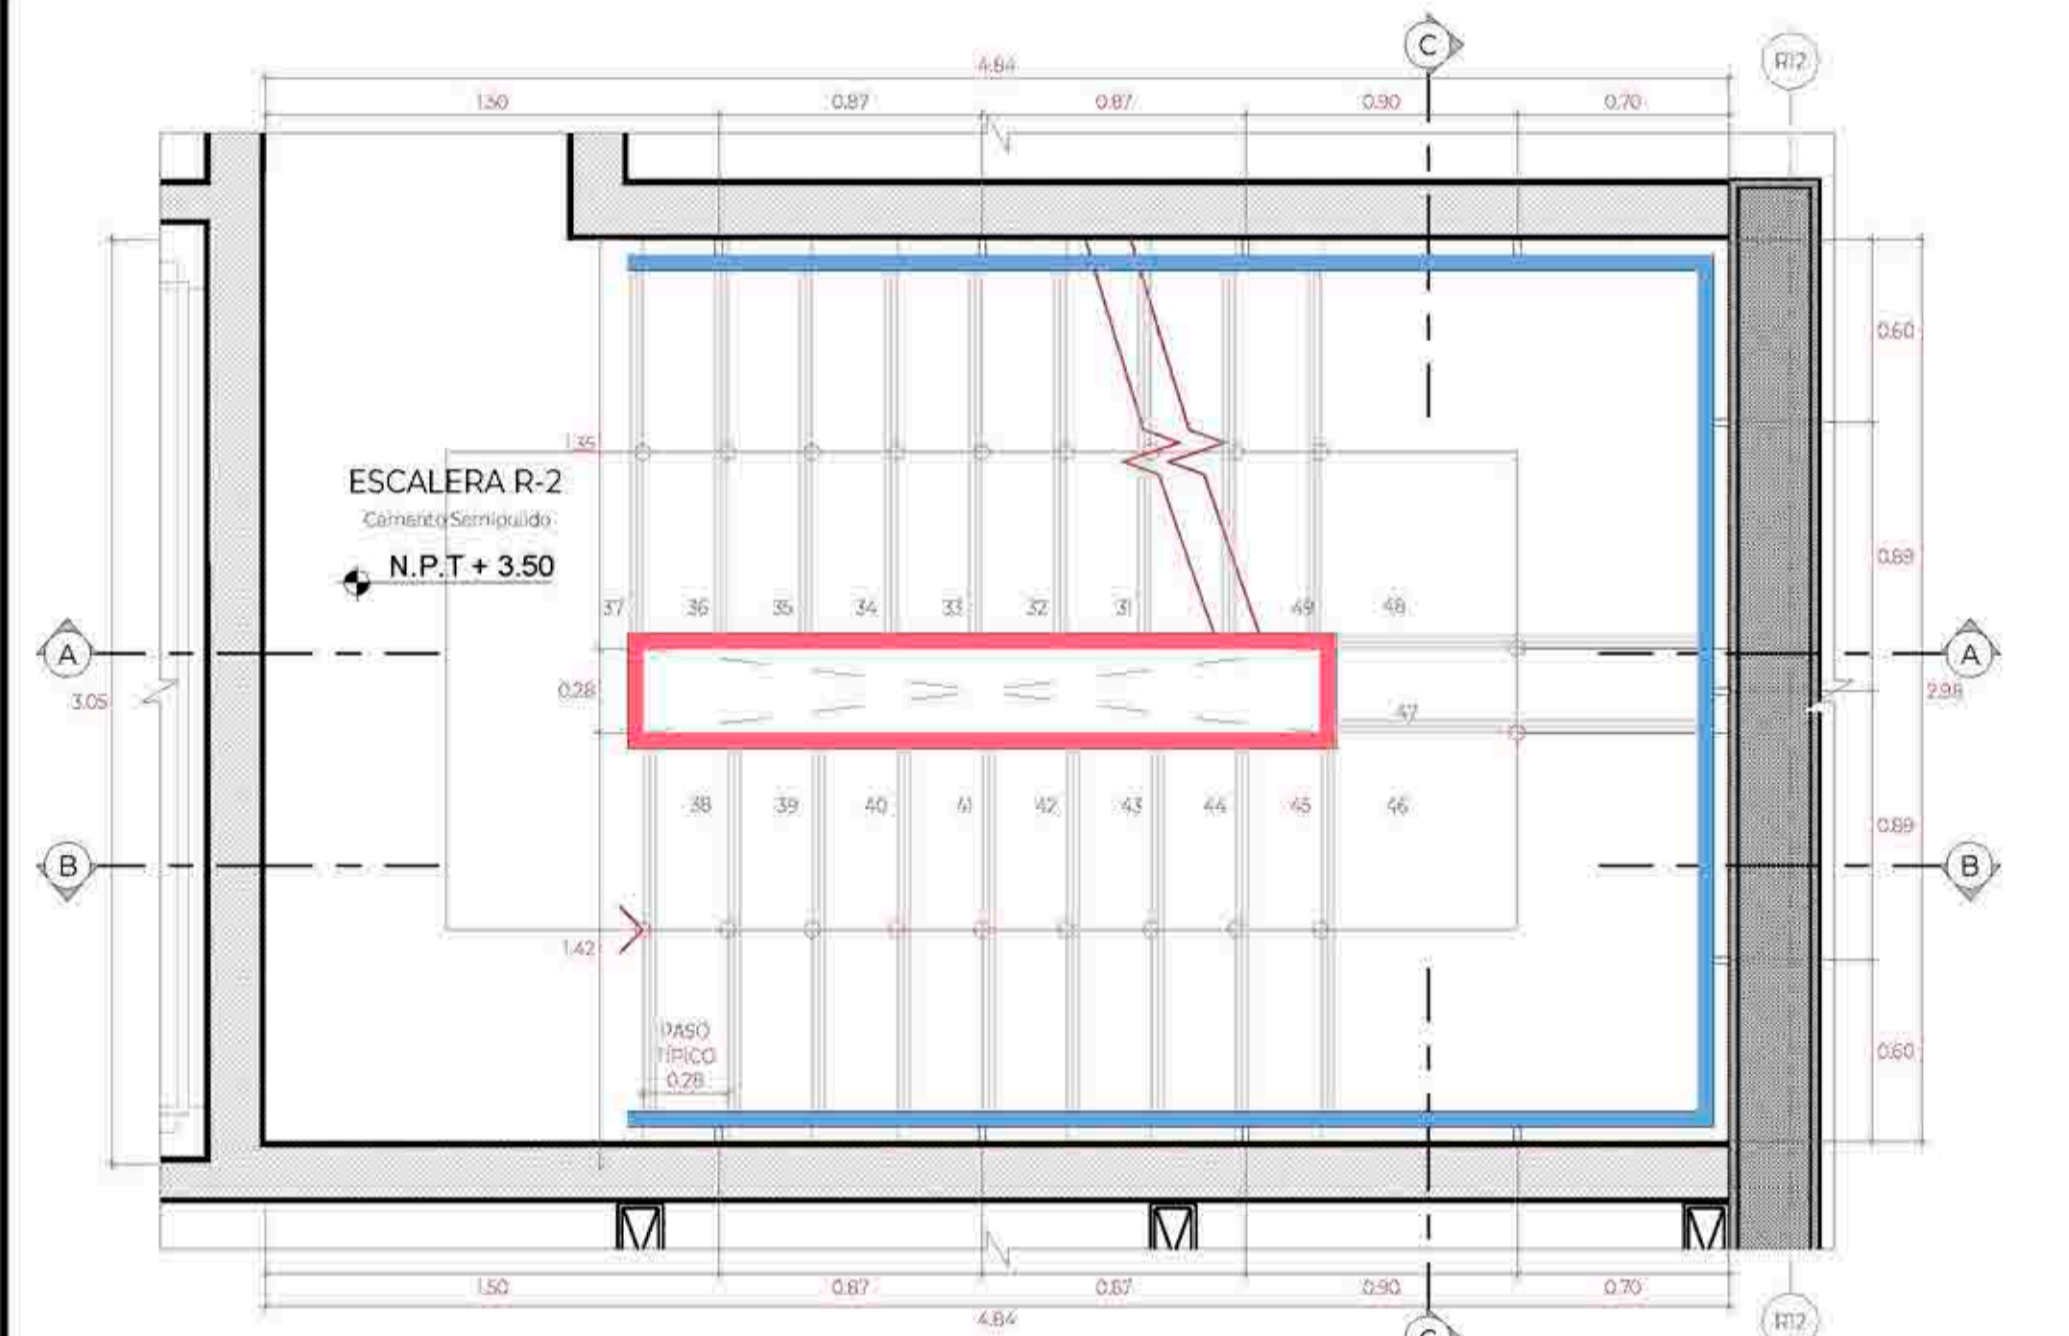 C
R12
4.84
1.50 0.87 0.87 0.90 0.70
0.60
1.35
ESCALERA R-2
Cemento Semipulido
N.P.T + 3.50
0.89
37 36 35 34 33 32 31 49 48
A A
3.05 0.28 47 2.98
38 39 40 41 42 43 44 45 46
0.89
B B
1.42
PASO
TÍPICO
0.28
0.60
1.50 0.87 0.87 0.90 0.70
4.84
R12